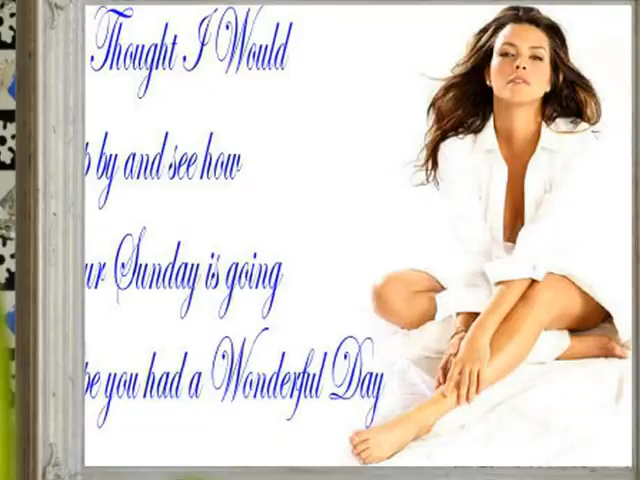 Thought I Would
by and see how
Sunday is going
you had a Wonderful Day